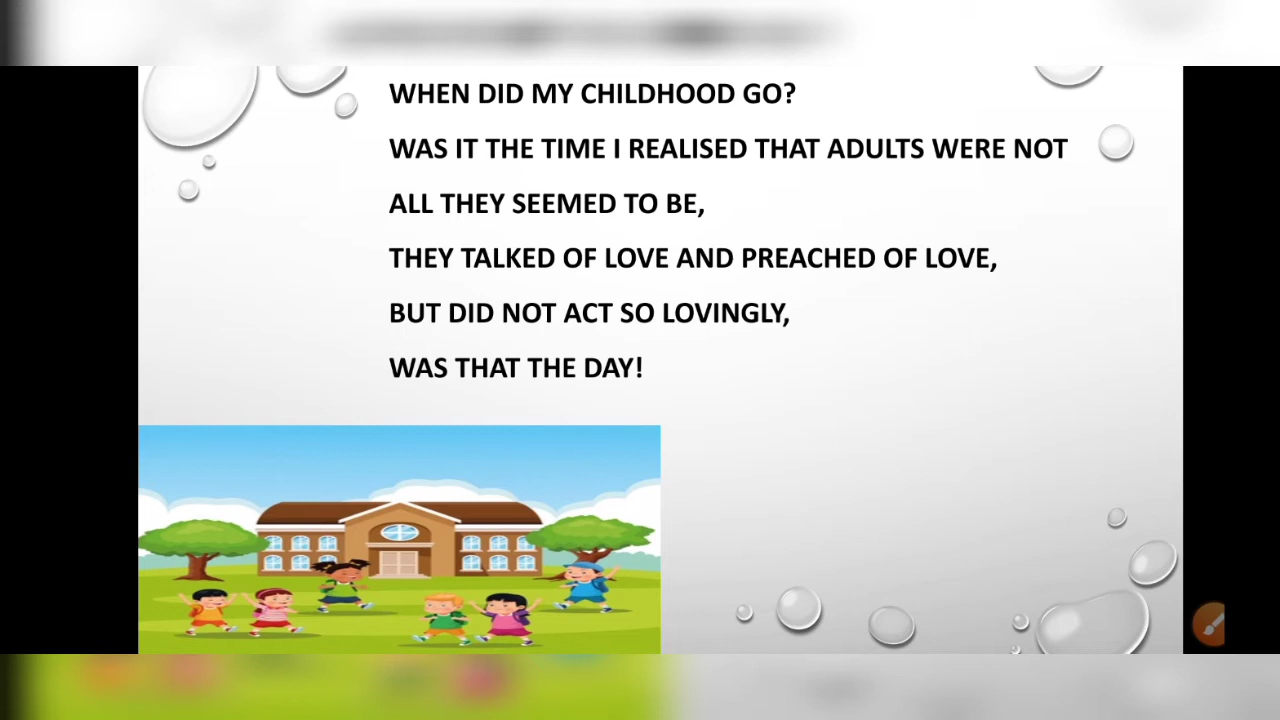 WHEN DID MY CHILDHOOD GO?
WAS IT THE TIME I REALISED THAT ADULTS WERE NOT
ALL THEY SEEMED TO BE,
THEY TALKED OF LOVE AND PREACHED OF LOVE,
BUT DID NOT ACT SO LOVINGLY,
WAS THAT THE DAY!